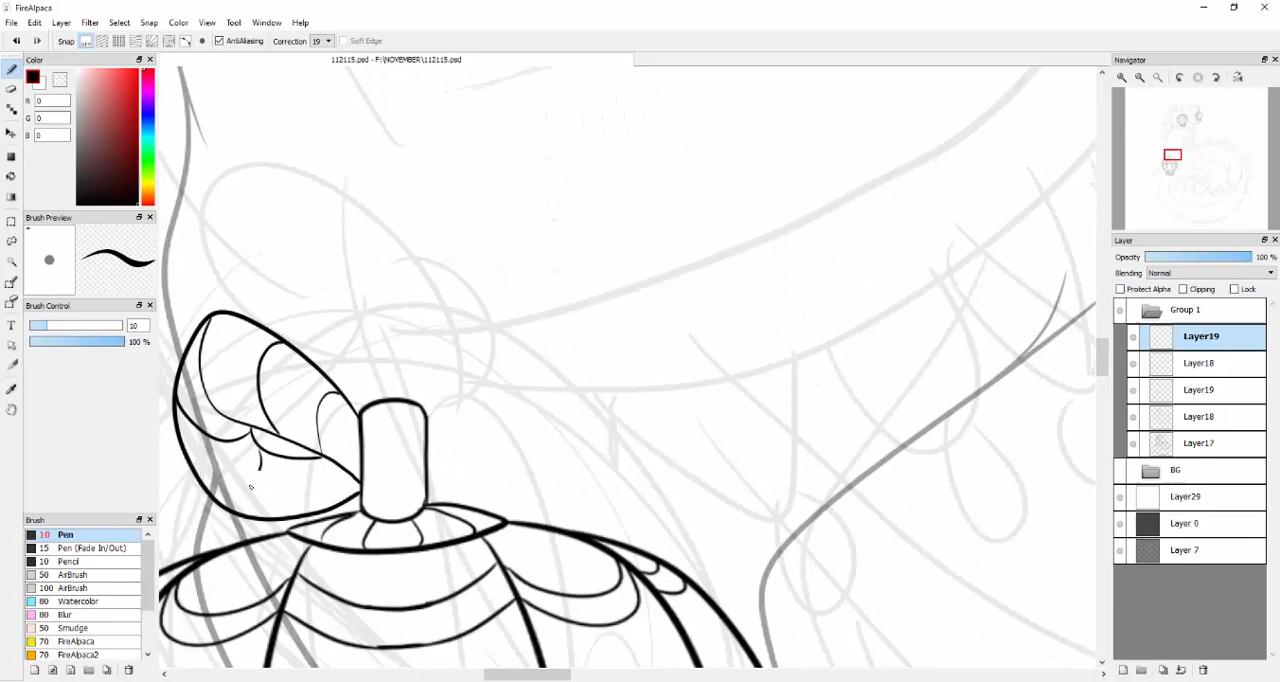 FireAlpaca
File Edit Layer Filter Select Snap Color View Tool Window Help
Snap OFF AntiAliasing Correction 19 Soft Edge
Color
112115.psd - F:\NOVEMBER\112115.psd
Navigator
R 0
G 0
B 0
Brush Preview
Layer
Opacity 100 %
Blending Normal
Protect Alpha Clipping Lock
Brush Control
10
100 %
Group 1
Layer19
Layer18
Layer19
Layer18
Layer17
BG
Layer29
Layer 0
Layer 7
Brush
10 Pen
15 Pen (Fade In/Out)
10 Pencil
50 AirBrush
100 AirBrush
80 Watercolor
80 Blur
50 Smudge
70 FireAlpaca
70 FireAlpaca2